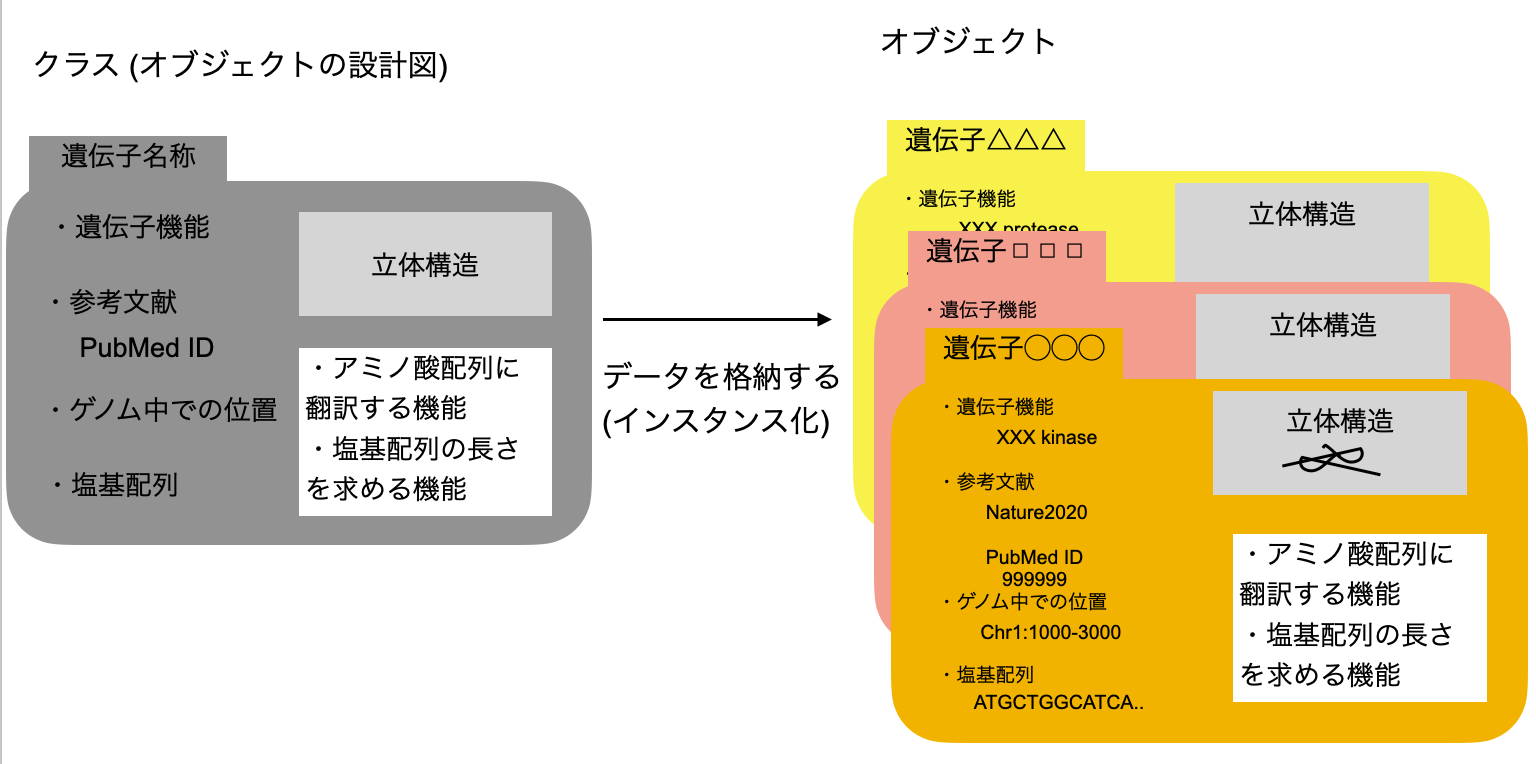 クラス (オブジェクトの設計図)
遺伝子名称
・遺伝子機能
・参考文献
PubMed ID
・ゲノム中での位置
・塩基配列
立体構造
・アミノ酸配列に
翻訳する機能
・塩基配列の長さ
を求める機能
データを格納する
(インスタンス化)
オブジェクト
遺伝子△△△
・遺伝子機能
XXX protease
立体構造
遺伝子□□□
・遺伝子機能
立体構造
遺伝子◯◯◯
・遺伝子機能
XXX kinase
・参考文献
Nature2020
PubMed ID
999999
・ゲノム中での位置
Chr1:1000-3000
・塩基配列
ATGCTGGCATCA..
立体構造
・アミノ酸配列に
翻訳する機能
・塩基配列の長さ
を求める機能